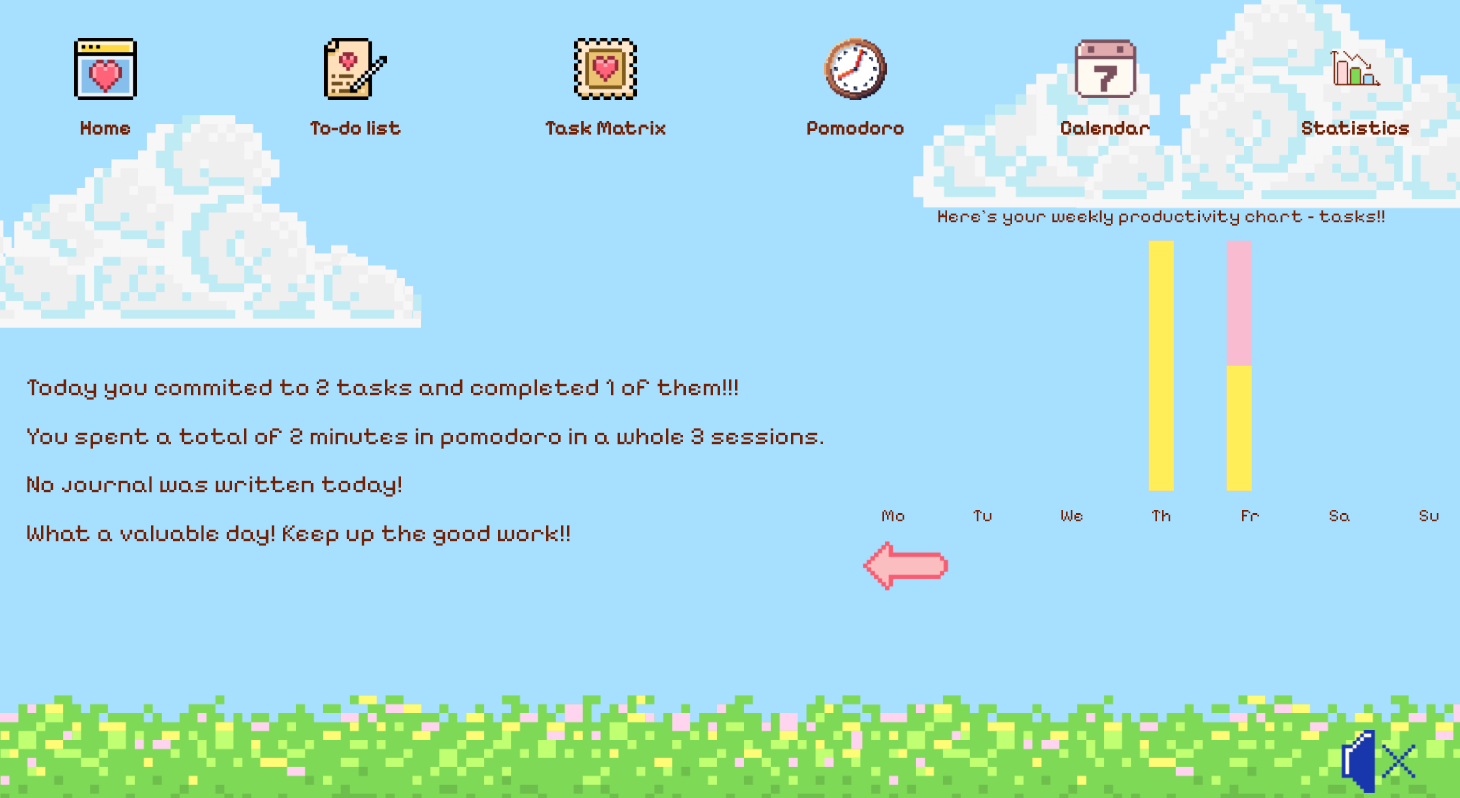 Home
To-do list
Task Matrix
Pomodoro
7
Calendar
Statistics
Here's your weekly productivity chart - tasks!!
Today you commited to 2 tasks and completed 1 of them!!!
You spent a total of 2 minutes in pomodoro in a whole 3 sessions.
No journal was written today!
What a valuable day! Keep up the good work!!
Mo Tu We Th Fr Sa Su